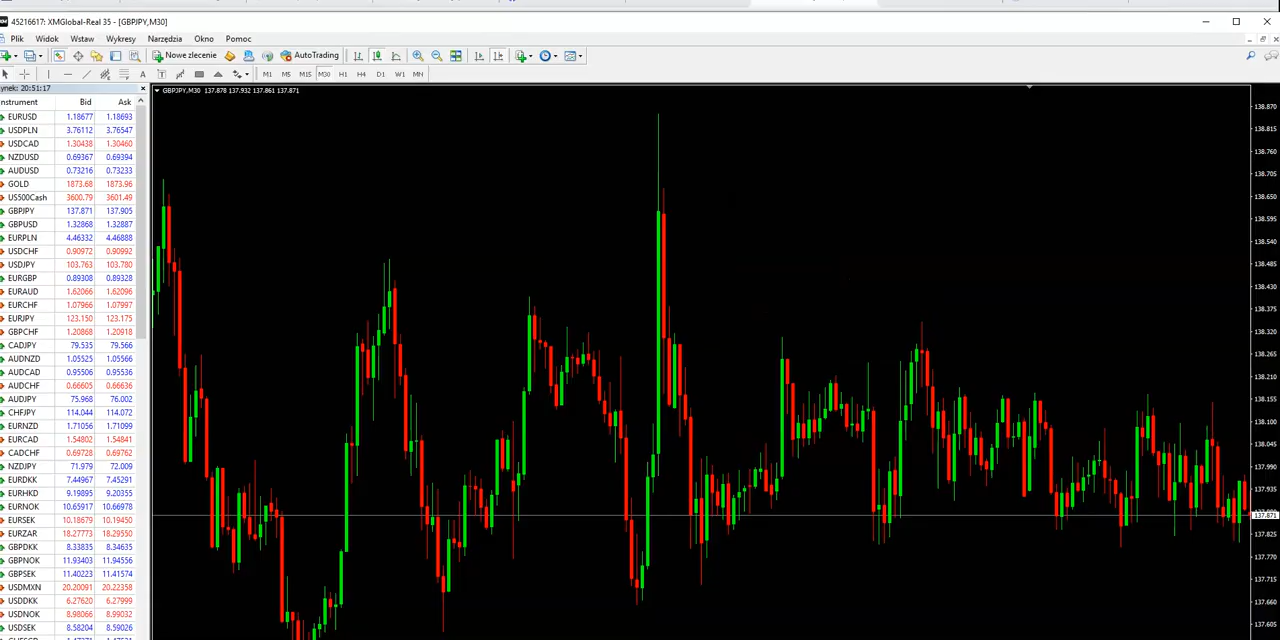 45216617: XMGlobal-Real 35 - [GBPJPY,M30]
Plik Widok Wstaw Wykresy Narzędzia Okno Pomoc
Nowe zlecenie AutoTrading
A T M1 M5 M15 M30 H1 H4 D1 W1 MN
ynek: 20:51:17
nstrument Bid Ask
GBPJPY,M30 137.878 137.932 137.861 137.871
EURUSD 1.18677 1.18693
USDPLN 3.76112 3.76547
USDCAD 1.30438 1.30460
NZDUSD 0.69367 0.69394
AUDUSD 0.73216 0.73233
GOLD 1873.68 1873.96
US500Cash 3600.79 3601.49
GBPJPY 137.871 137.905
GBPUSD 1.32868 1.32887
EURPLN 4.46332 4.46888
USDCHF 0.90972 0.90992
USDJPY 103.763 103.780
EURGBP 0.89308 0.89328
EURAUD 1.62066 1.62096
EURCHF 1.07966 1.07997
EURJPY 123.150 123.175
GBPCHF 1.20868 1.20918
CADJPY 79.535 79.566
AUDNZD 1.05525 1.05566
AUDCAD 0.95506 0.95536
AUDCHF 0.66605 0.66636
AUDJPY 75.968 76.002
CHFJPY 114.044 114.072
EURNZD 1.71056 1.71099
EURCAD 1.54802 1.54841
CADCHF 0.69728 0.69762
NZDJPY 71.979 72.009
EURDKK 7.44967 7.45291
EURHKD 9.19895 9.20355
EURNOK 10.65917 10.66978
EURSEK 10.18679 10.19450
EURZAR 18.27773 18.29550
GBPDKK 8.33835 8.34635
GBPNOK 11.93403 11.94556
GBPSEK 11.40223 11.41574
USDMXN 20.20091 20.22358
USDDKK 6.27620 6.27999
USDNOK 8.98066 8.99032
USDSEK 8.58204 8.59026
138.870
138.815
138.760
138.705
138.650
138.595
138.540
138.485
138.430
138.375
138.320
138.265
138.210
138.155
138.100
138.045
137.990
137.935
137.871
137.825
137.770
137.715
137.660
137.605